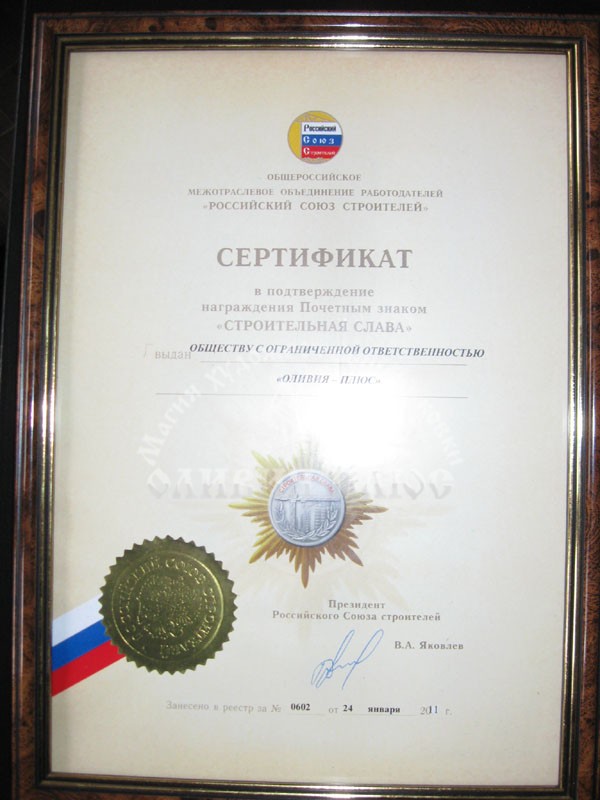 Российский
Союз
Строителей
ОБЩЕРОССИЙСКОЕ
МЕЖОТРАСЛЕВОЕ ОБЪЕДИНЕНИЕ РАБОТОДАТЕЛЕЙ
«РОССИЙСКИЙ СОЮЗ СТРОИТЕЛЕЙ»
СЕРТИФИКАТ
в подтверждение
награждения Почетным знаком
«СТРОИТЕЛЬНАЯ СЛАВА»
выдан ОБЩЕСТВУ С ОГРАНИЧЕННОЙ ОТВЕТСТВЕННОСТЬЮ
«ОЛИВИЯ – ПЛЮС»
Магия
Президент
Российского Союза строителей
В.А. Яковлев
Занесено в реестр за № 0602 от 24 января 2011 г.